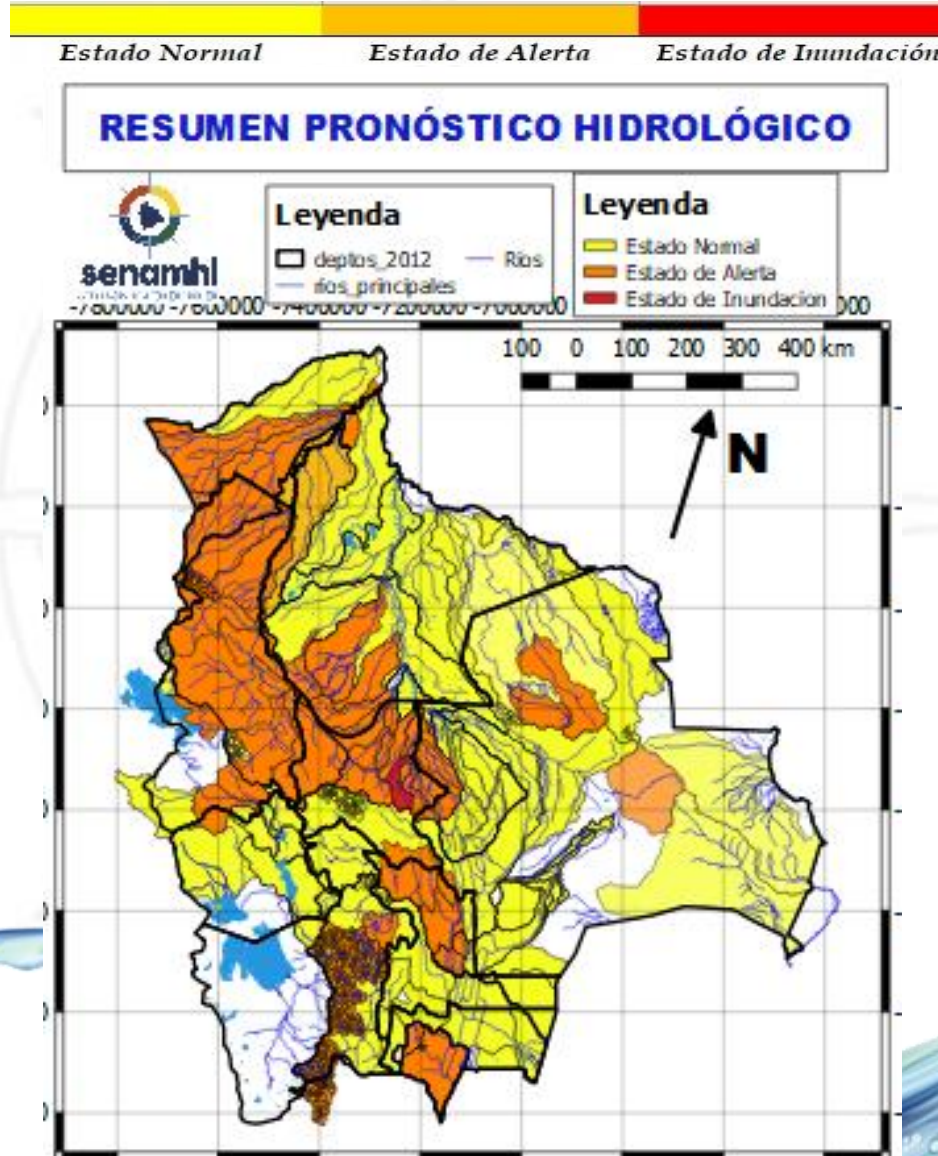 Estado Normal Estado de Alerta Estado de Inundación
RESUMEN PRONÓSTICO HIDROLÓGICO
senamhi
Leyenda
deptos_2012 Rios
rios_principales
Leyenda
Estado Normal
Estado de Alerta
Estado de Inundacion
-7800000 -7600000 -7400000 -7200000 -7000000
100 0 100 200 300 400 km
N